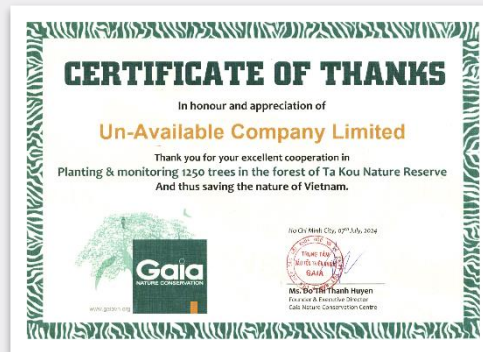 CERTIFICATE OF THANKS
In honour and appreciation of
Un-Available Company Limited
Thank you for your excellent cooperation in
Planting & monitoring 1250 trees in the forest of Ta Kou Nature Reserve
And thus saving the nature of Vietnam.
Ho Chi Minh City, 07th July, 2024
TRUNG TÂM
GAIA
Gaia
NATURE CONSERVATION
Ms. Do Thi Thanh Huyen
Founder & Executive Director
Gaia Nature Conservation Centre